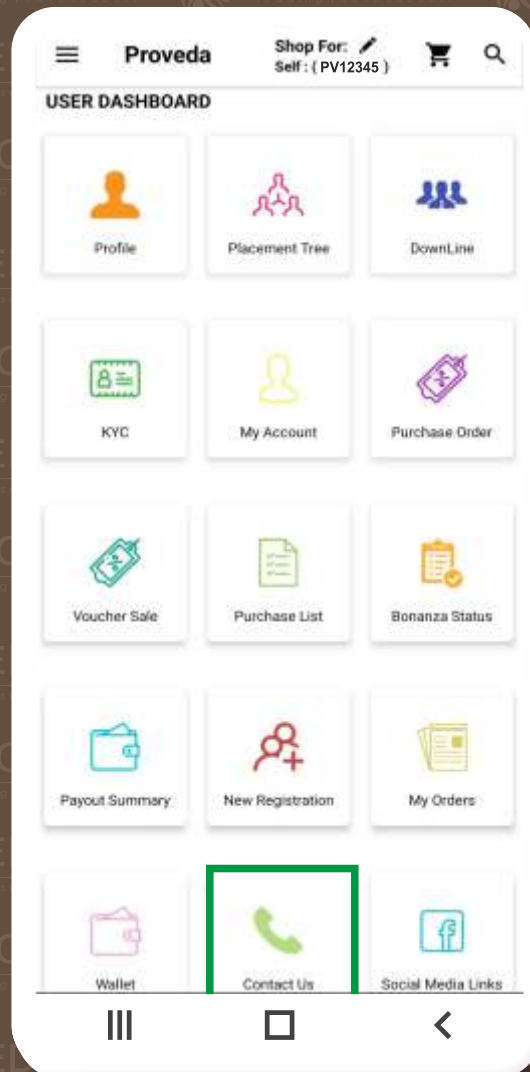 Proveda
Shop For:
Self : ( PV12345 )
USER DASHBOARD
Profile
Placement Tree
DownLine
KYC
My Account
Purchase Order
Voucher Sale
Purchase List
Bonanza Status
Payout Summary
New Registration
My Orders
Wallet
Contact Us
Social Media Links